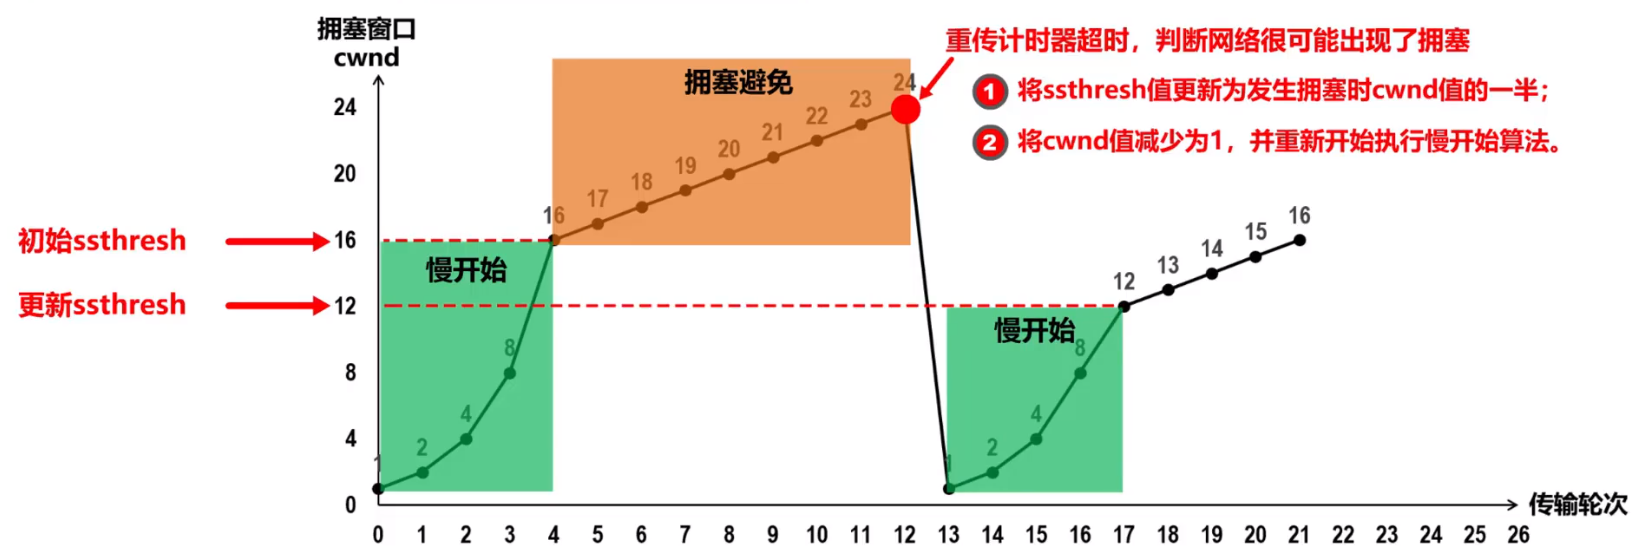 拥塞窗口
cwnd
重传计时器超时，判断网络很可能出现了拥塞
1 将ssthresh值更新为发生拥塞时cwnd值的一半；
2 将cwnd值减少为1，并重新开始执行慢开始算法。
拥塞避免
24
24
23
22
21
20
20
19
18
17
16
初始ssthresh
16
慢开始
16
15
14
13
12
更新ssthresh
12
慢开始
8
8
8
4
4
4
2
2
1
1
0
0 1 2 3 4 5 6 7 8 9 10 11 12 13 14 15 16 17 18 19 20 21 22 23 24 25 26
传输轮次